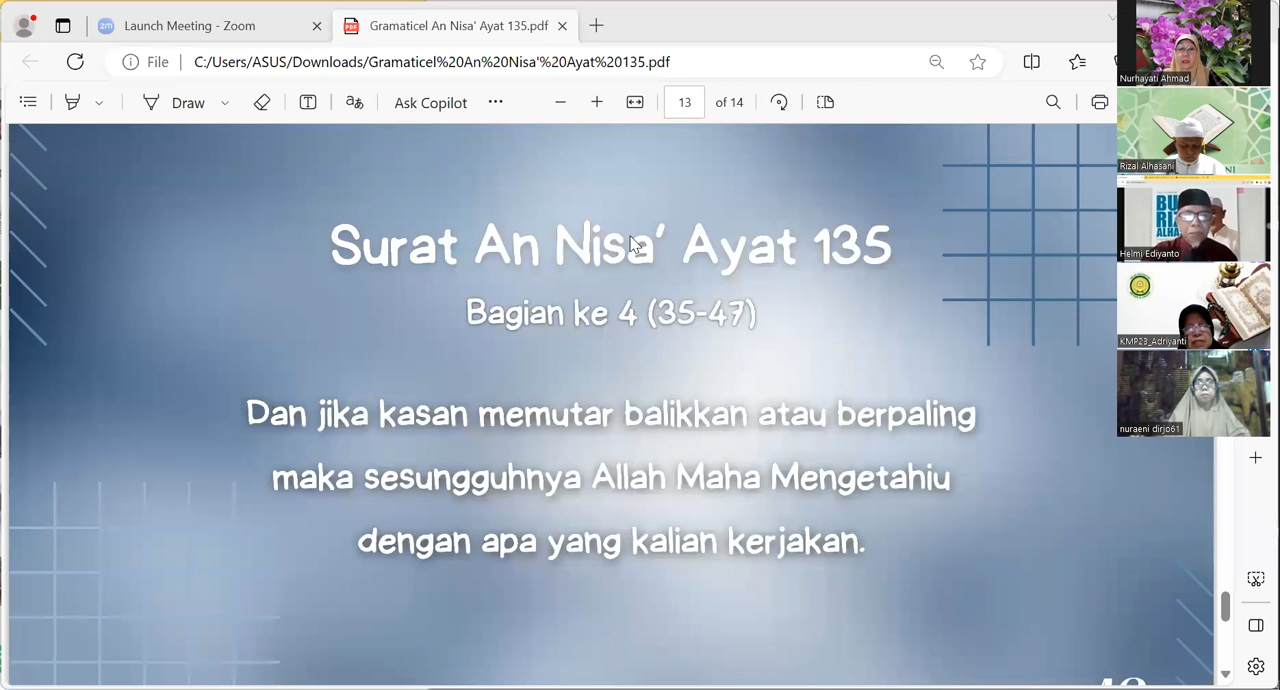 Launch Meeting - Zoom
Gramaticel An Nisa' Ayat 135.pdf
File
C:/Users/ASUS/Downloads/Gramaticel%20An%20Nisa'%20Ayat%20135.pdf
Draw
Ask Copilot
13 of 14
Surat An Nisa' Ayat 135
Bagian ke 4 (35-47)
Dan jika kasan memutar balikkan atau berpaling
maka sesungguhnya Allah Maha Mengetahiu
dengan apa yang kalian kerjakan.
Nurhayati Ahmad
Rizal Alhasani
Helmi Ediyanto
KMP23_Adriyanti
nuraeni dirjo61